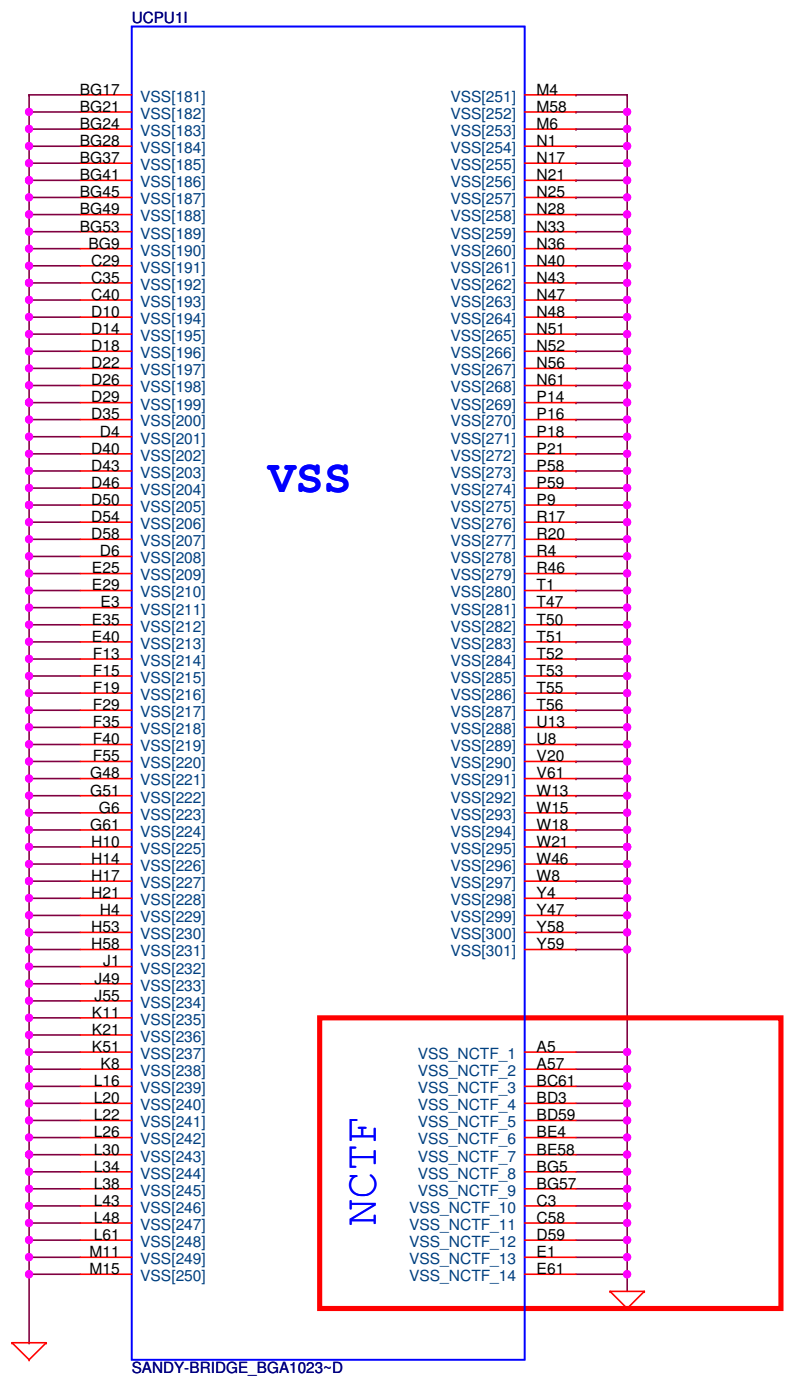 UCPU1I
BG17 VSS[181]
BG21 VSS[182]
BG24 VSS[183]
BG28 VSS[184]
BG37 VSS[185]
BG41 VSS[186]
BG45 VSS[187]
BG49 VSS[188]
BG53 VSS[189]
BG9 VSS[190]
C29 VSS[191]
C35 VSS[192]
C40 VSS[193]
D10 VSS[194]
D14 VSS[195]
D18 VSS[196]
D22 VSS[197]
D26 VSS[198]
D29 VSS[199]
D35 VSS[200]
D4 VSS[201]
D40 VSS[202]
D43 VSS[203]
D46 VSS[204]
D50 VSS[205]
D54 VSS[206]
D58 VSS[207]
D6 VSS[208]
E25 VSS[209]
E29 VSS[210]
E3 VSS[211]
E35 VSS[212]
E40 VSS[213]
F13 VSS[214]
F15 VSS[215]
F19 VSS[216]
F29 VSS[217]
F35 VSS[218]
F40 VSS[219]
F55 VSS[220]
G48 VSS[221]
G51 VSS[222]
G6 VSS[223]
G61 VSS[224]
H10 VSS[225]
H14 VSS[226]
H17 VSS[227]
H21 VSS[228]
H4 VSS[229]
H53 VSS[230]
H58 VSS[231]
J1 VSS[232]
J49 VSS[233]
J55 VSS[234]
K11 VSS[235]
K21 VSS[236]
K51 VSS[237]
K8 VSS[238]
L16 VSS[239]
L20 VSS[240]
L22 VSS[241]
L26 VSS[242]
L30 VSS[243]
L34 VSS[244]
L38 VSS[245]
L43 VSS[246]
L48 VSS[247]
L61 VSS[248]
M11 VSS[249]
M15 VSS[250]
VSS
VSS[251] M4
VSS[252] M58
VSS[253] M6
VSS[254] N1
VSS[255] N17
VSS[256] N21
VSS[257] N25
VSS[258] N28
VSS[259] N33
VSS[260] N36
VSS[261] N40
VSS[262] N43
VSS[263] N47
VSS[264] N48
VSS[265] N51
VSS[266] N52
VSS[267] N56
VSS[268] N61
VSS[269] P14
VSS[270] P16
VSS[271] P18
VSS[272] P21
VSS[273] P58
VSS[274] P59
VSS[275] P9
VSS[276] R17
VSS[277] R20
VSS[278] R4
VSS[279] R46
VSS[280] T1
VSS[281] T47
VSS[282] T50
VSS[283] T51
VSS[284] T52
VSS[285] T53
VSS[286] T55
VSS[287] T56
VSS[288] U13
VSS[289] U8
VSS[290] V20
VSS[291] V61
VSS[292] W13
VSS[293] W15
VSS[294] W18
VSS[295] W21
VSS[296] W46
VSS[297] W8
VSS[298] Y4
VSS[299] Y47
VSS[300] Y58
VSS[301] Y59
NCTF
VSS_NCTF_1 A5
VSS_NCTF_2 A57
VSS_NCTF_3 BC61
VSS_NCTF_4 BD3
VSS_NCTF_5 BD59
VSS_NCTF_6 BE4
VSS_NCTF_7 BE58
VSS_NCTF_8 BG5
VSS_NCTF_9 BG57
VSS_NCTF_10 C3
VSS_NCTF_11 C58
VSS_NCTF_12 D59
VSS_NCTF_13 E1
VSS_NCTF_14 E61
SANDY-BRIDGE_BGA1023~D